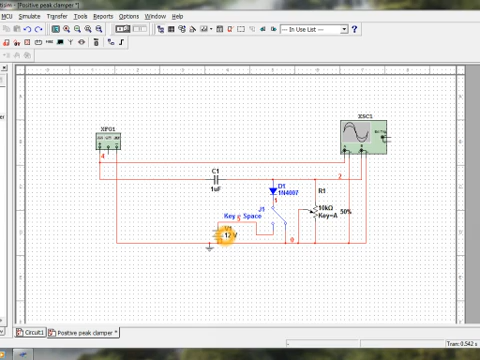 Multisim - [Positive peak clamper *]
MCU Simulate Transfer Tools Reports Options Window Help
--- In Use List ---
XSC1
XFG1
4
C1
1uF
2
D1
1N4007
1
R1
10kΩ
Key=A
50%
J1
Key = Space
V1
12 V
0
Circuit1
Positive peak clamper *
Tran: 0.542 s